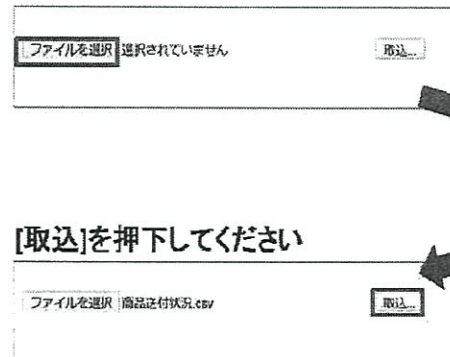 ファイルを選択 選択されていません 取込...
[取込]を押下してください
ファイルを選択 商品送付状況.csv 取込...